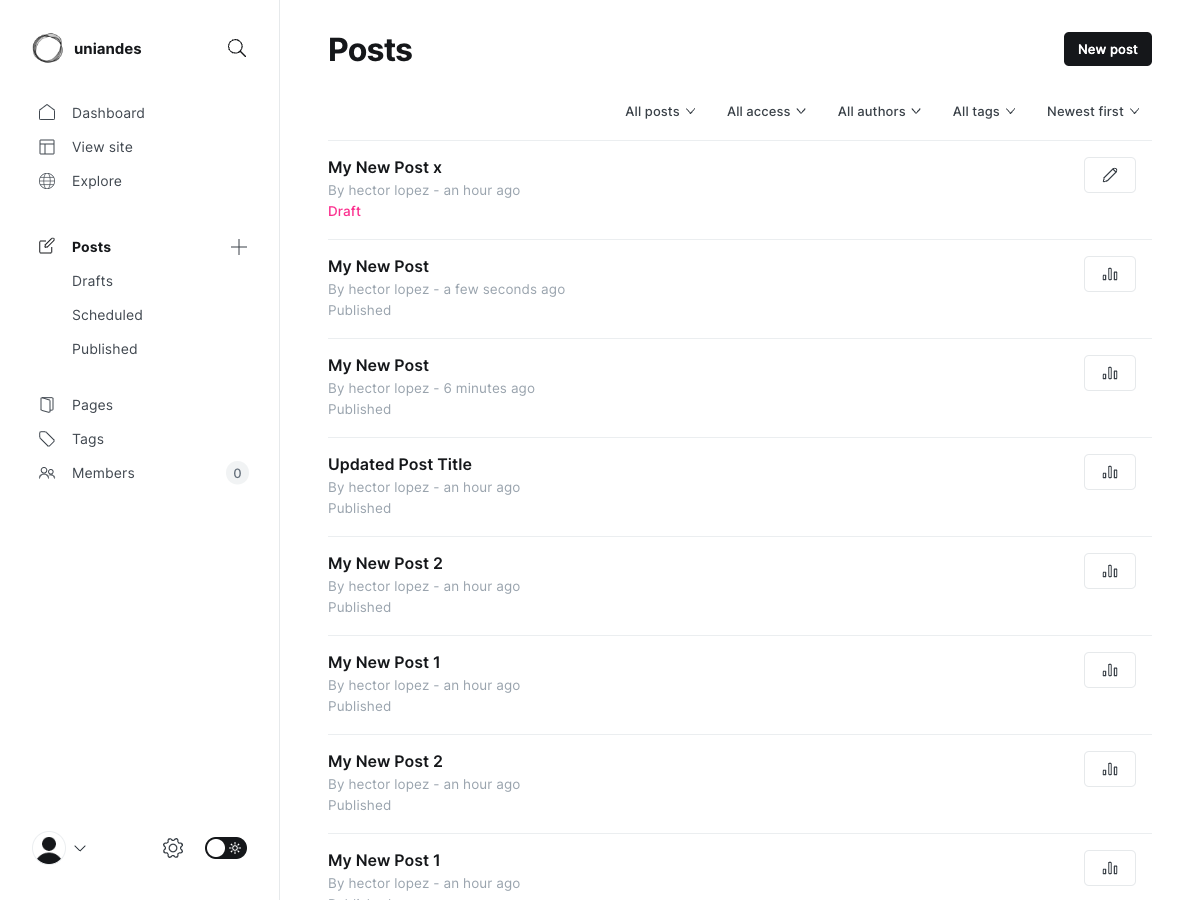 uniandes
Dashboard
View site
Explore
Posts
Drafts
Scheduled
Published
Pages
Tags
Members 0
Posts
New post
All posts All access All authors All tags Newest first
My New Post x
By hector lopez - an hour ago
Draft
My New Post
By hector lopez - a few seconds ago
Published
My New Post
By hector lopez - 6 minutes ago
Published
Updated Post Title
By hector lopez - an hour ago
Published
My New Post 2
By hector lopez - an hour ago
Published
My New Post 1
By hector lopez - an hour ago
Published
My New Post 2
By hector lopez - an hour ago
Published
My New Post 1
By hector lopez - an hour ago